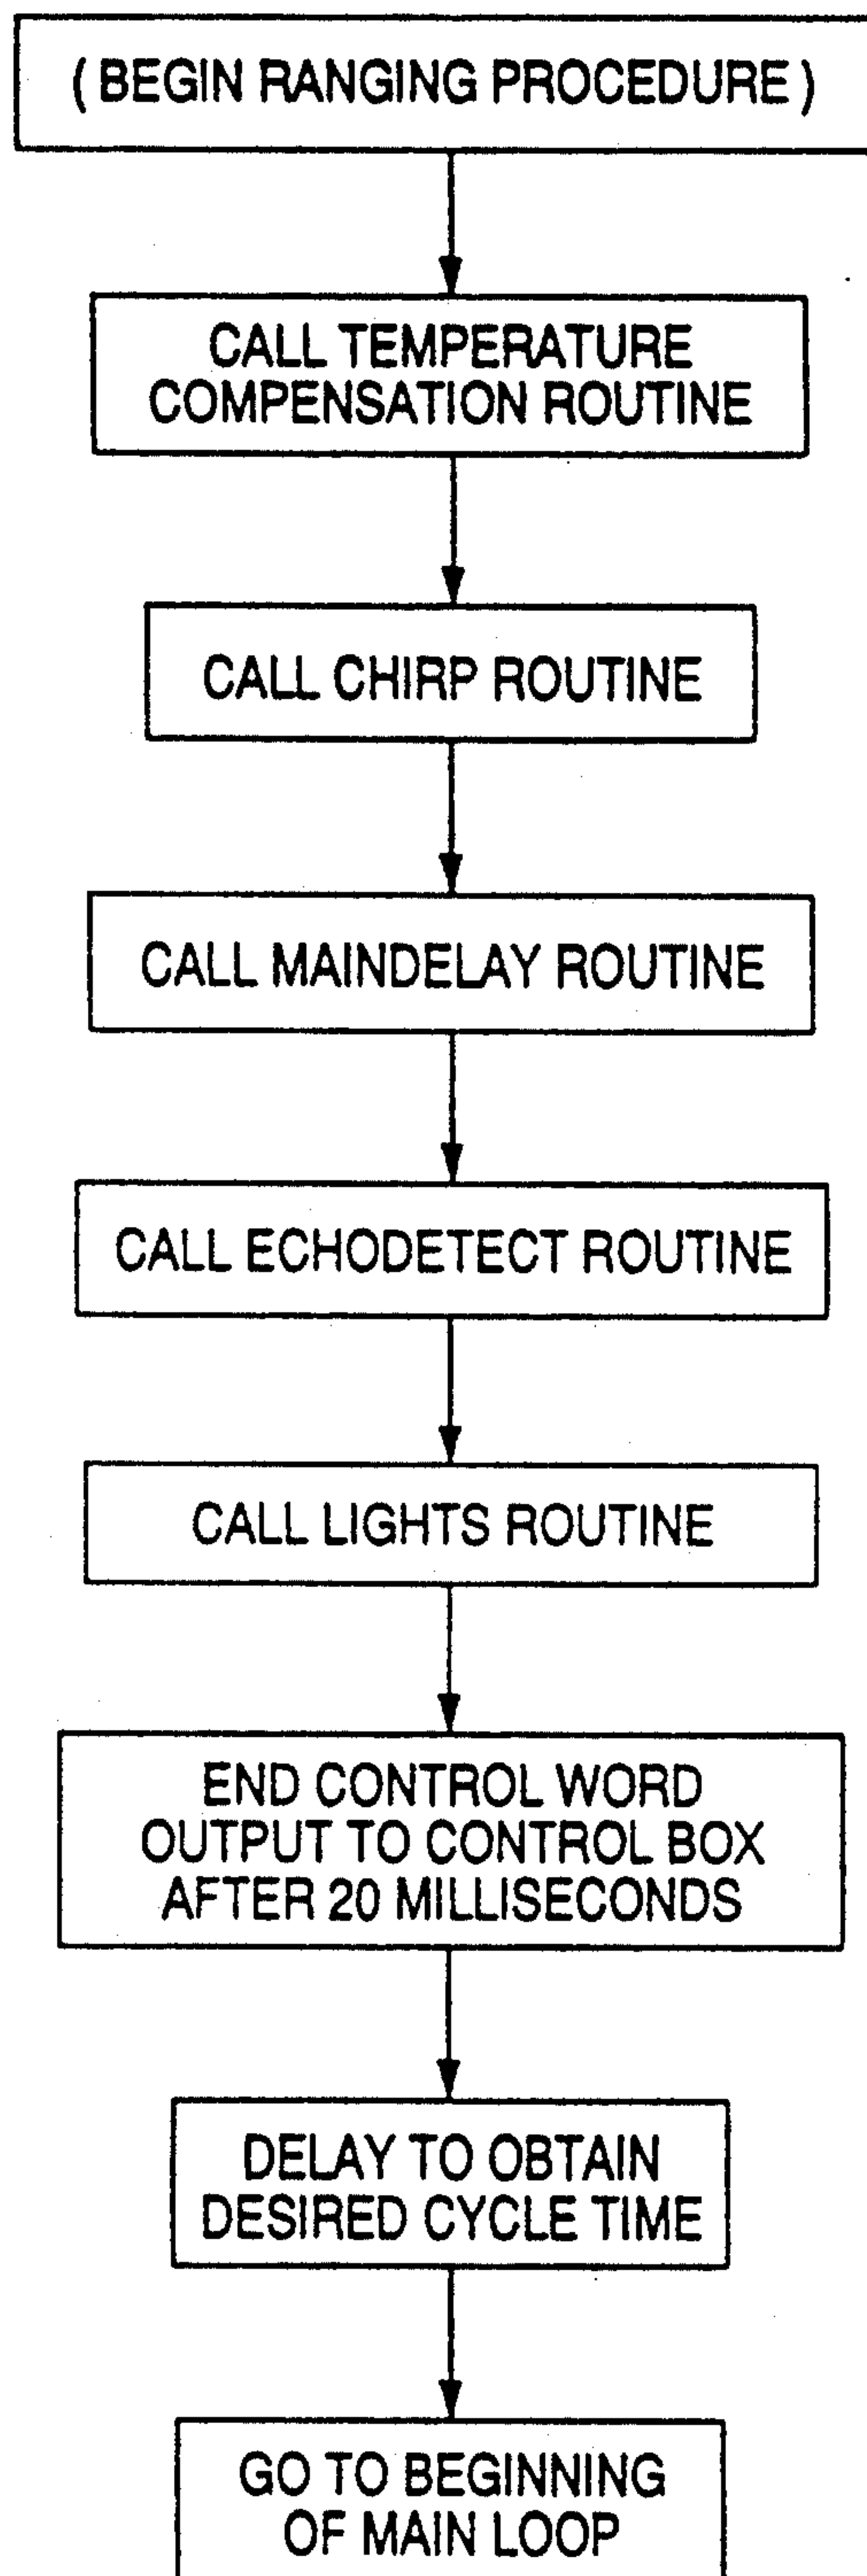 ( BEGIN RANGING PROCEDURE )
CALL TEMPERATURE
COMPENSATION ROUTINE
CALL CHIRP ROUTINE
CALL MAINDELAY ROUTINE
CALL ECHODETECT ROUTINE
CALL LIGHTS ROUTINE
END CONTROL WORD
OUTPUT TO CONTROL BOX
AFTER 20 MILLISECONDS
DELAY TO OBTAIN
DESIRED CYCLE TIME
GO TO BEGINNING
OF MAIN LOOP